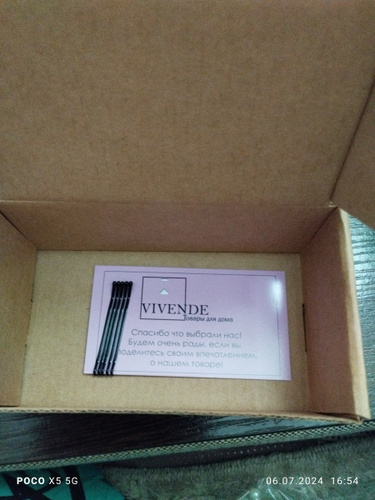 VIVENDE
Товары для дома
Спасибо что выбрали нас!
Будем очень рады, если вы
поделитесь своим впечатлением,
о нашем товаре!
POCO X5 5G
06.07.2024 16:54